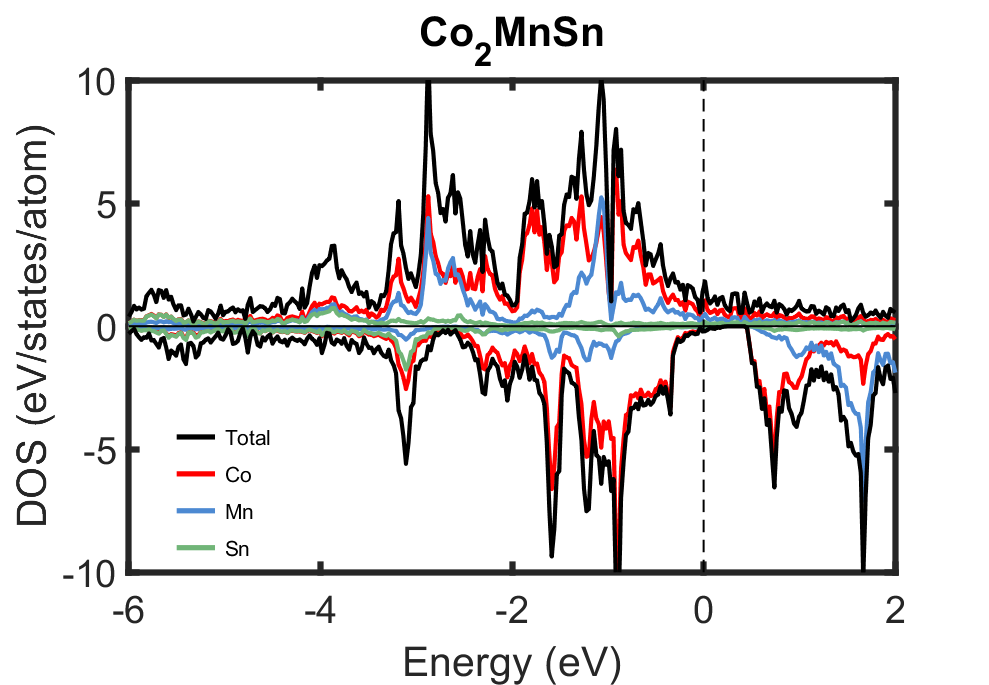 Co2MnSn
10
5
0
-5
-10
DOS (eV/states/atom)
Total
Co
Mn
Sn
-6 -4 -2 0 2
Energy (eV)